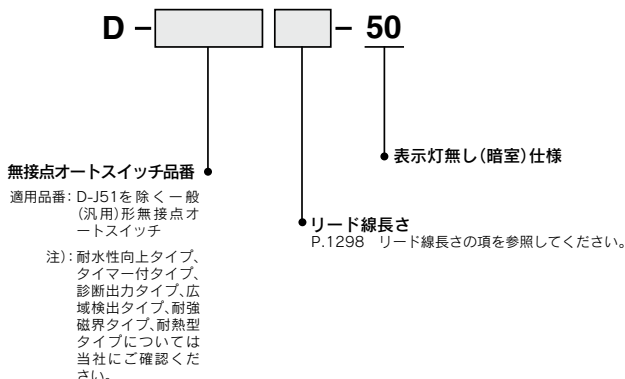 D - - 50
表示灯無し(暗室)仕様
無接点オートスイッチ品番
適用品番:D-J51を除く一般
(汎用)形無接点オ
ートスイッチ
注):耐水性向上タイプ、
タイマー付タイプ、
診断出力タイプ、広
域検出タイプ、耐強
磁界タイプ、耐熱型
タイプについては
当社にご確認くだ
さい。
リード線長さ
P.1298 リード線長さの項を参照してください。